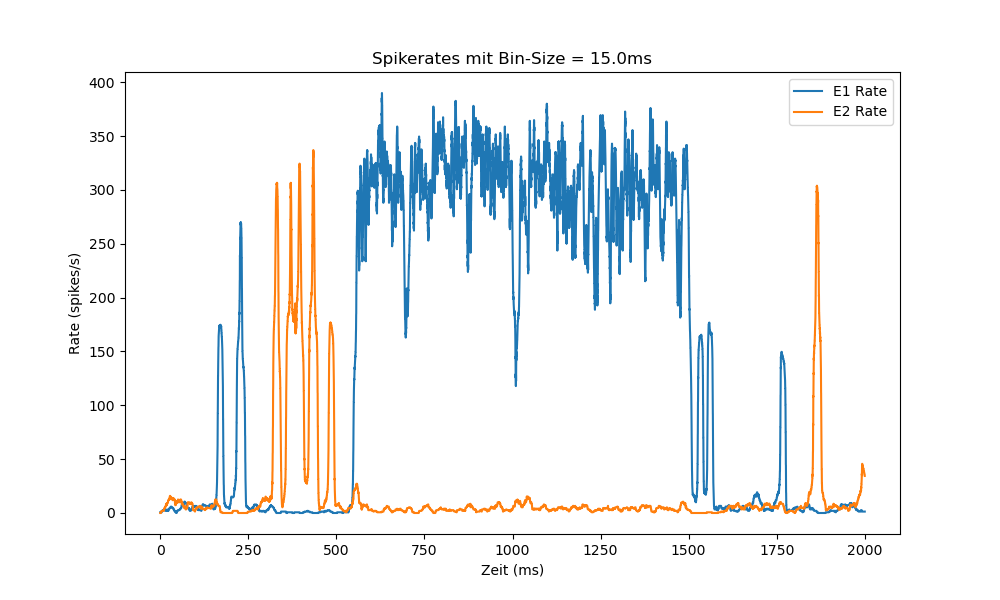 Spikerates mit Bin-Size = 15.0ms
E1 Rate
E2 Rate
400
350
300
250
200
150
100
50
0
Rate (spikes/s)
0 250 500 750 1000 1250 1500 1750 2000
Zeit (ms)